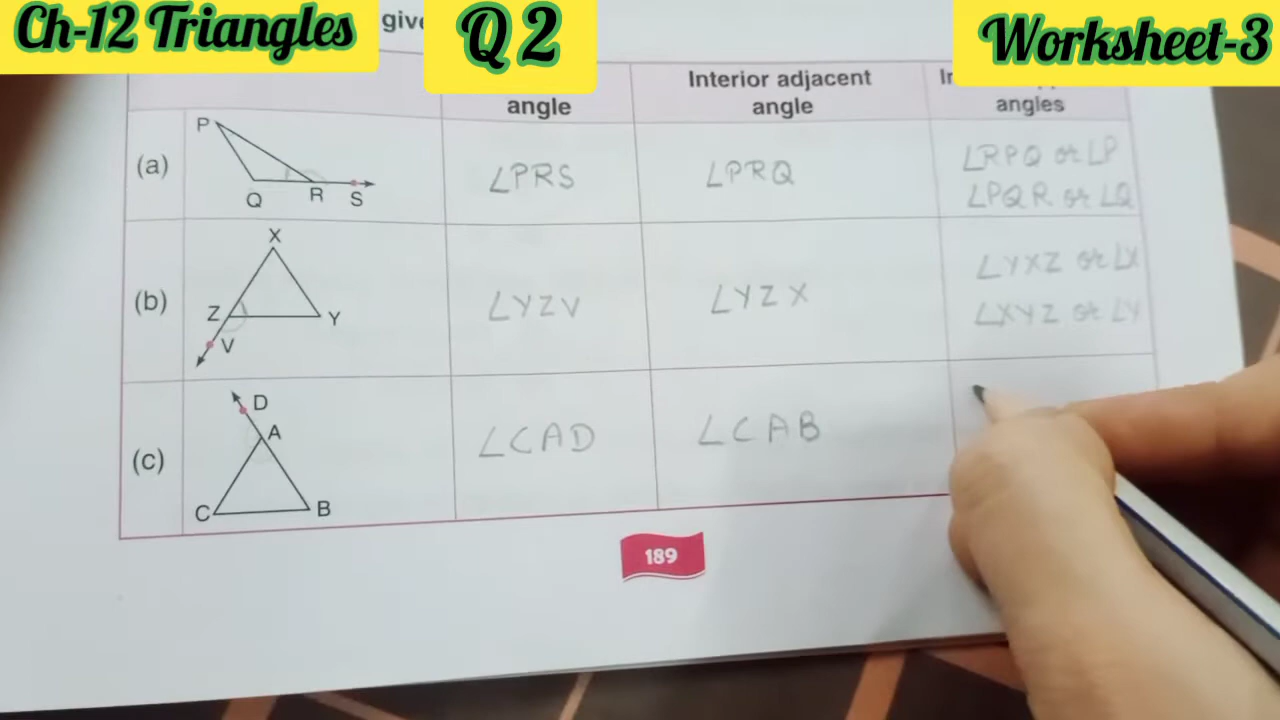 Ch-12 Triangles
give
Q 2
Worksheet-3
angle
Interior adjacent
angle
angles
(a)
P
Q
R
S
∠PRS
∠PRQ
∠RPQ or ∠P
∠PQR or ∠Q
(b)
X
Z
Y
V
∠YZV
∠YZX
∠YXZ or ∠X
∠XYZ or ∠Y
(c)
D
A
C
B
∠CAD
∠CAB
189